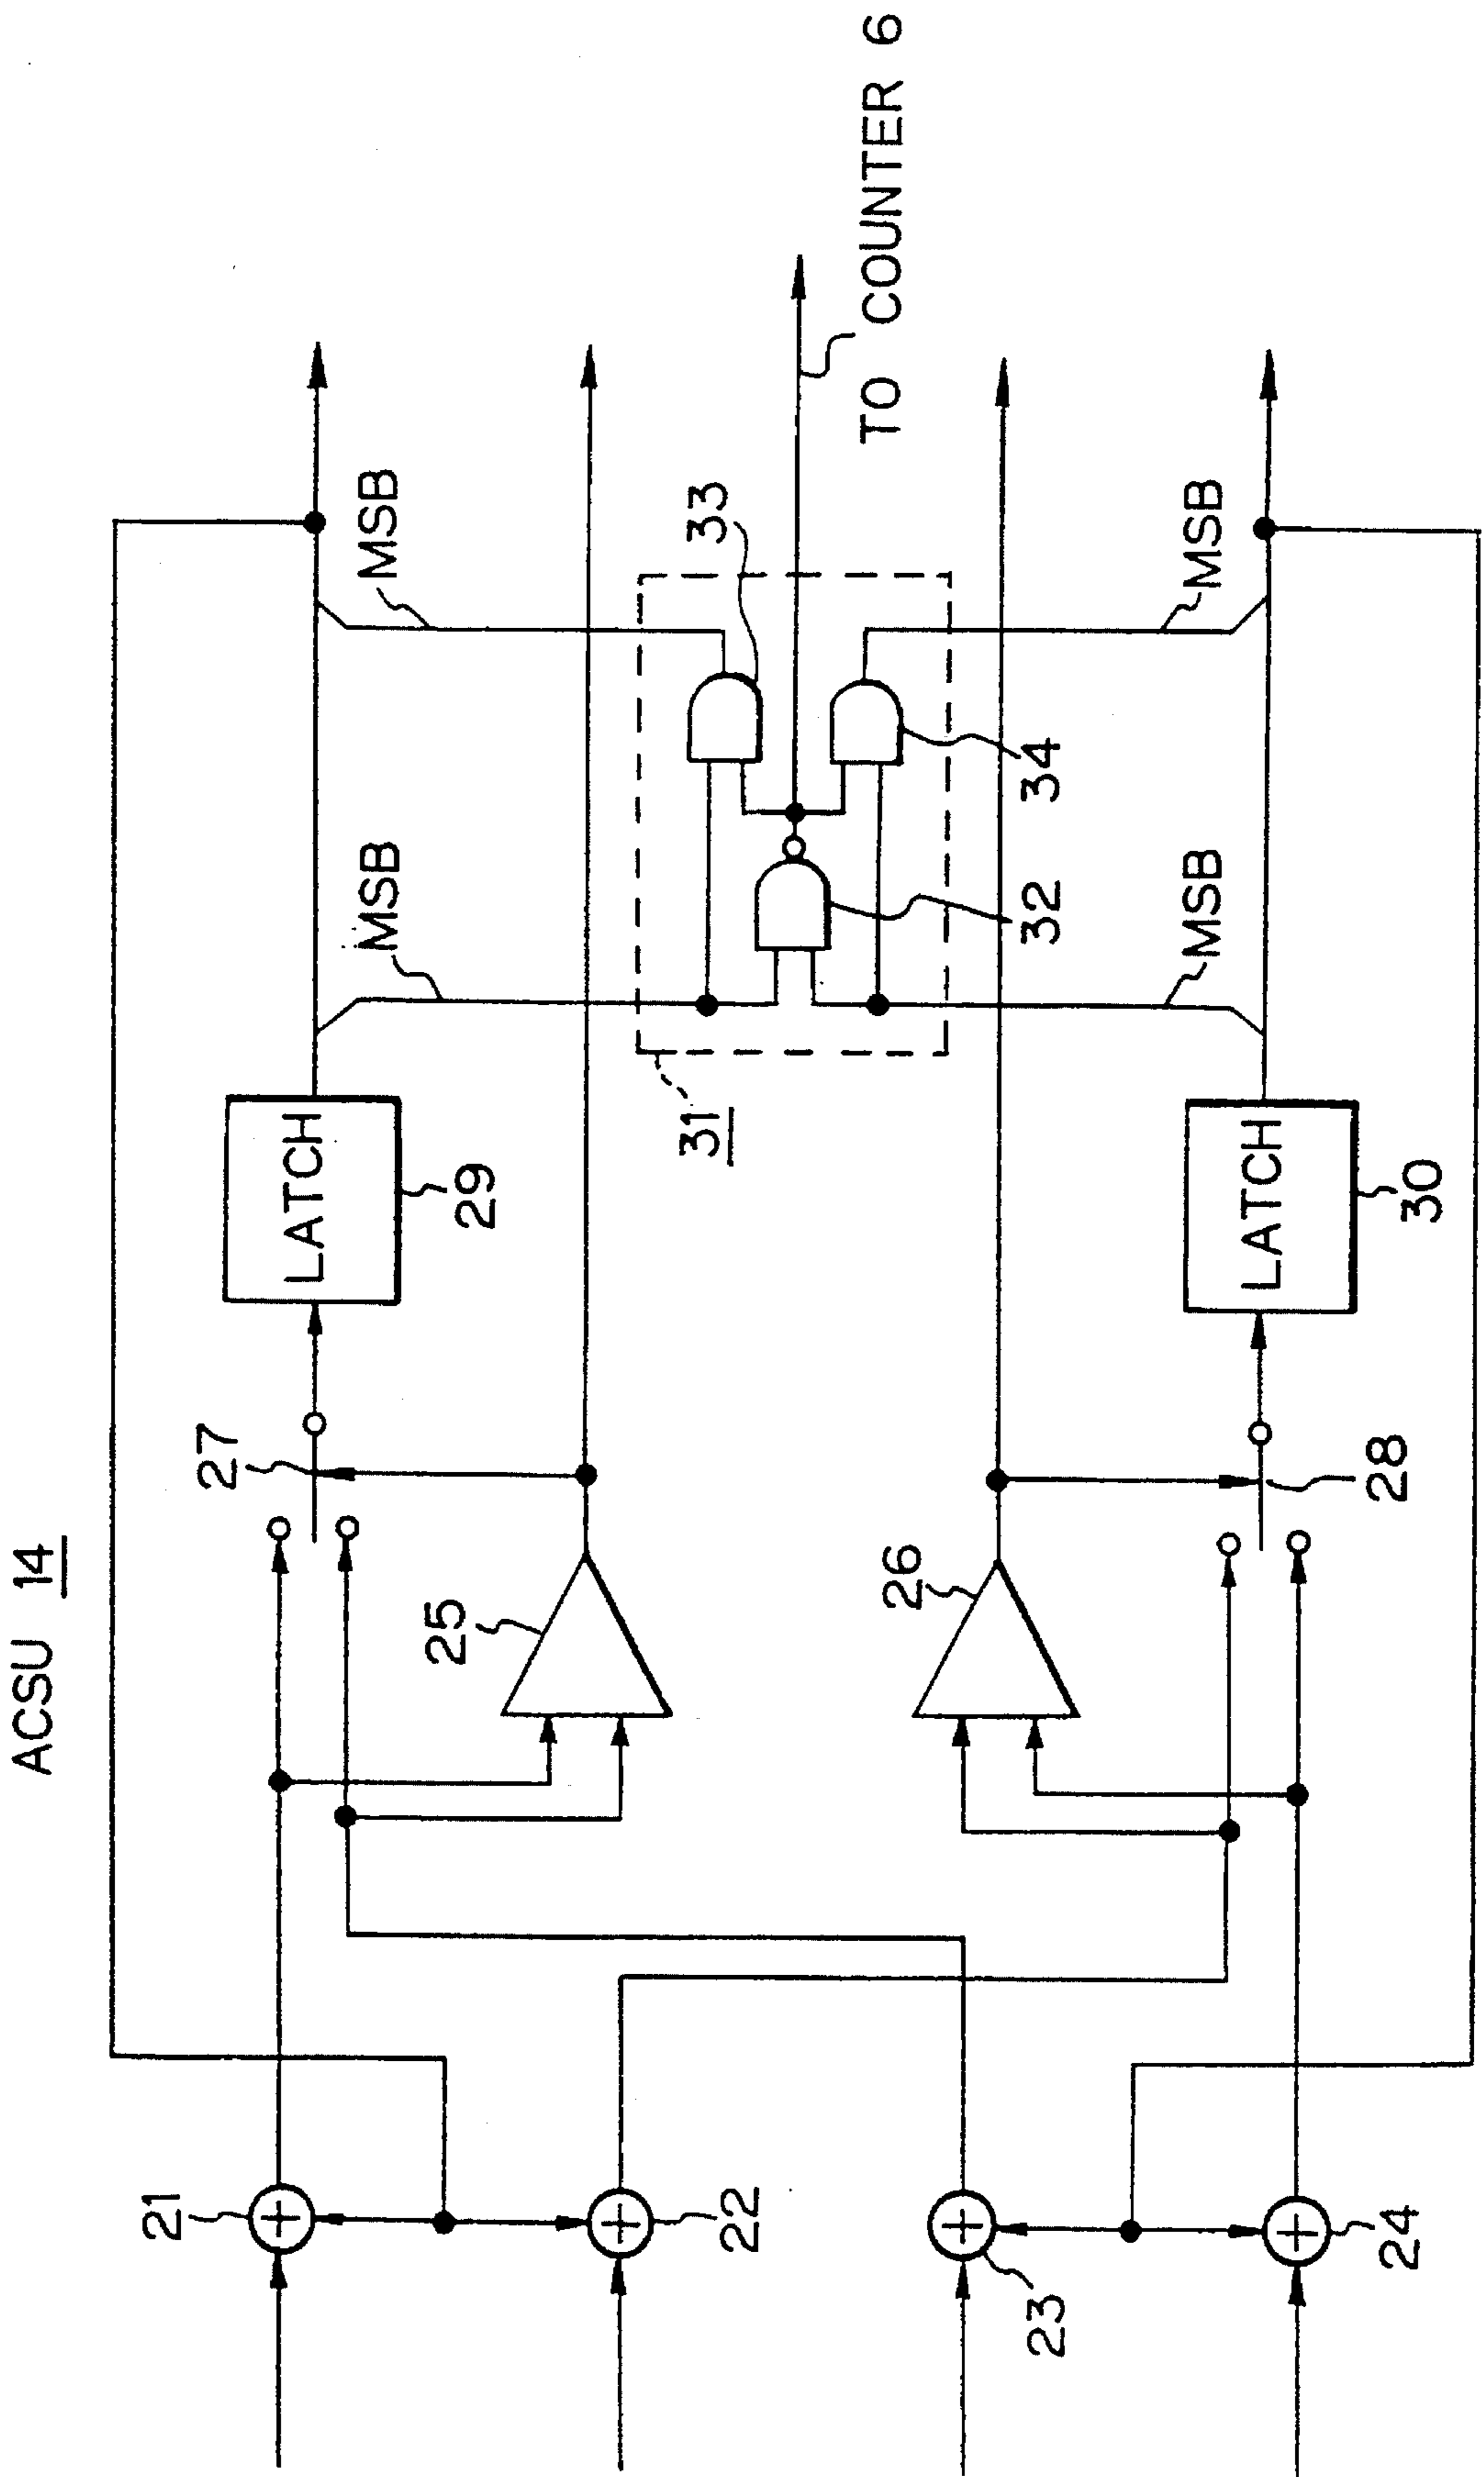 ACSU 14
21
22
23
24
25
26
27
28
LATCH
29
LATCH
30
31
MSB
MSB
32
33
34
MSB
MSB
TO COUNTER 6